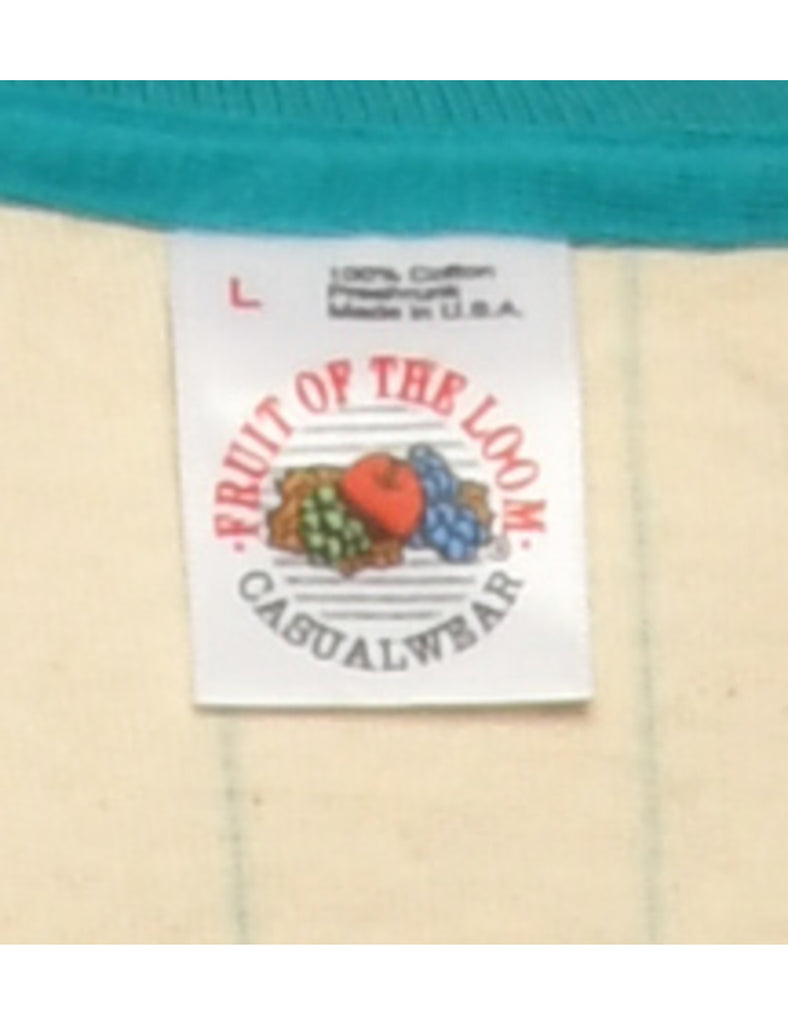 L
100% Cotton
Preshrunk
Made in U.S.A.
·FRUIT OF THE LOOM·
®
CASUALWEAR